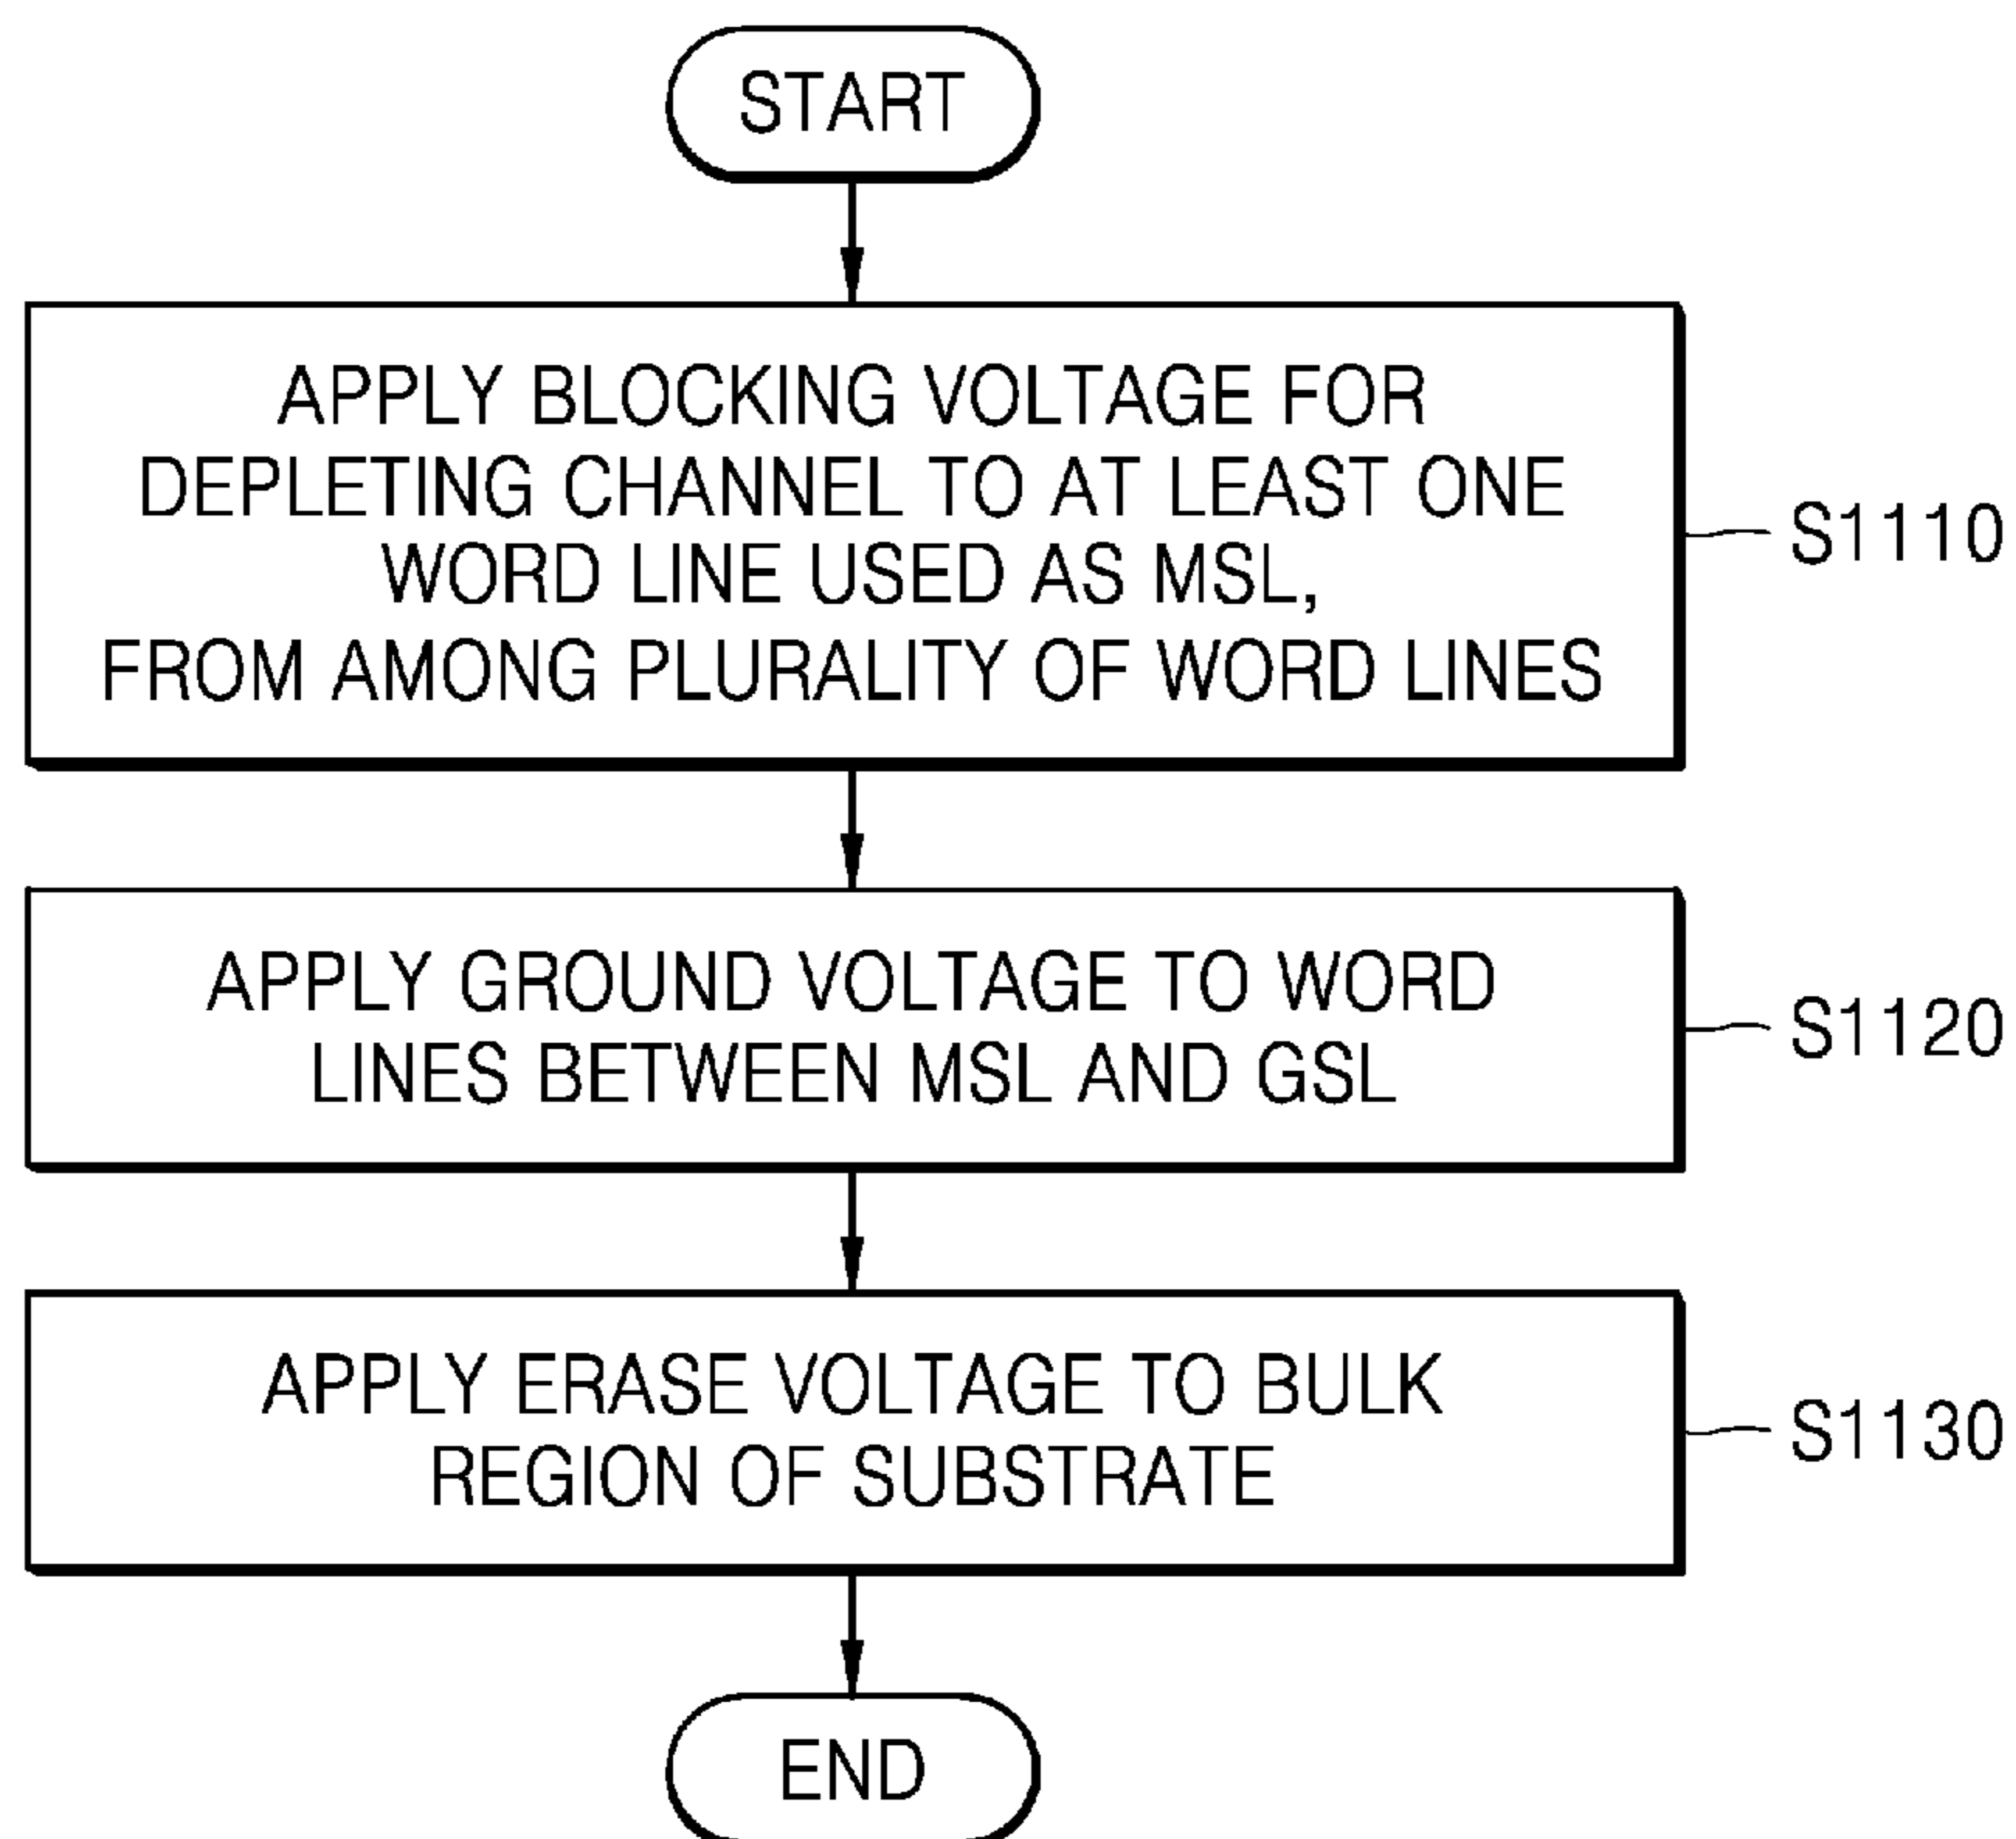 START
APPLY BLOCKING VOLTAGE FOR
DEPLETING CHANNEL TO AT LEAST ONE
WORD LINE USED AS MSL,
FROM AMONG PLURALITY OF WORD LINES
S1110
APPLY GROUND VOLTAGE TO WORD
LINES BETWEEN MSL AND GSL
S1120
APPLY ERASE VOLTAGE TO BULK
REGION OF SUBSTRATE
S1130
END